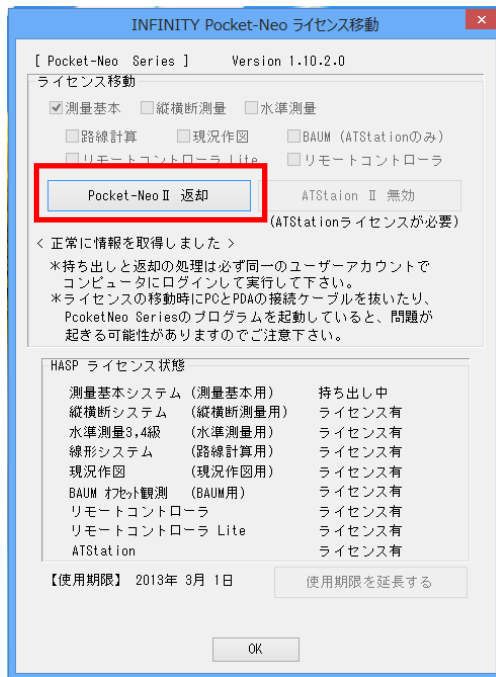 INFINITY Pocket-Neo ライセンス移動
[ Pocket-Neo Series ] Version 1.10.2.0
ライセンス移動
測量基本 縦横断測量 水準測量
路線計算 現況作図 BAUM (ATStationのみ)
リモートコントローラ Lite リモートコントローラ
Pocket-NeoⅡ 返却 ATStaion Ⅱ 無効
(ATStationライセンスが必要)
< 正常に情報を取得しました >
*持ち出しと返却の処理は必ず同一のユーザーアカウントで
コンピュータにログインして実行して下さい。
*ライセンスの移動時にPCとPDAの接続ケーブルを抜いたり、
PcoketNeo Seriesのプログラムを起動していると、問題が
起きる可能性がありますのでご注意下さい。
HASP ライセンス状態
測量基本システム (測量基本用) 持ち出し中
縦横断システム (縦横断測量用) ライセンス有
水準測量3,4級 (水準測量用) ライセンス有
線形システム (路線計算用) ライセンス有
現況作図 (現況作図用) ライセンス有
BAUM オフセット観測 (BAUM用) ライセンス有
リモートコントローラ ライセンス有
リモートコントローラ Lite ライセンス有
ATStation ライセンス有
【使用期限】 2013年 3月 1日 使用期限を延長する
OK